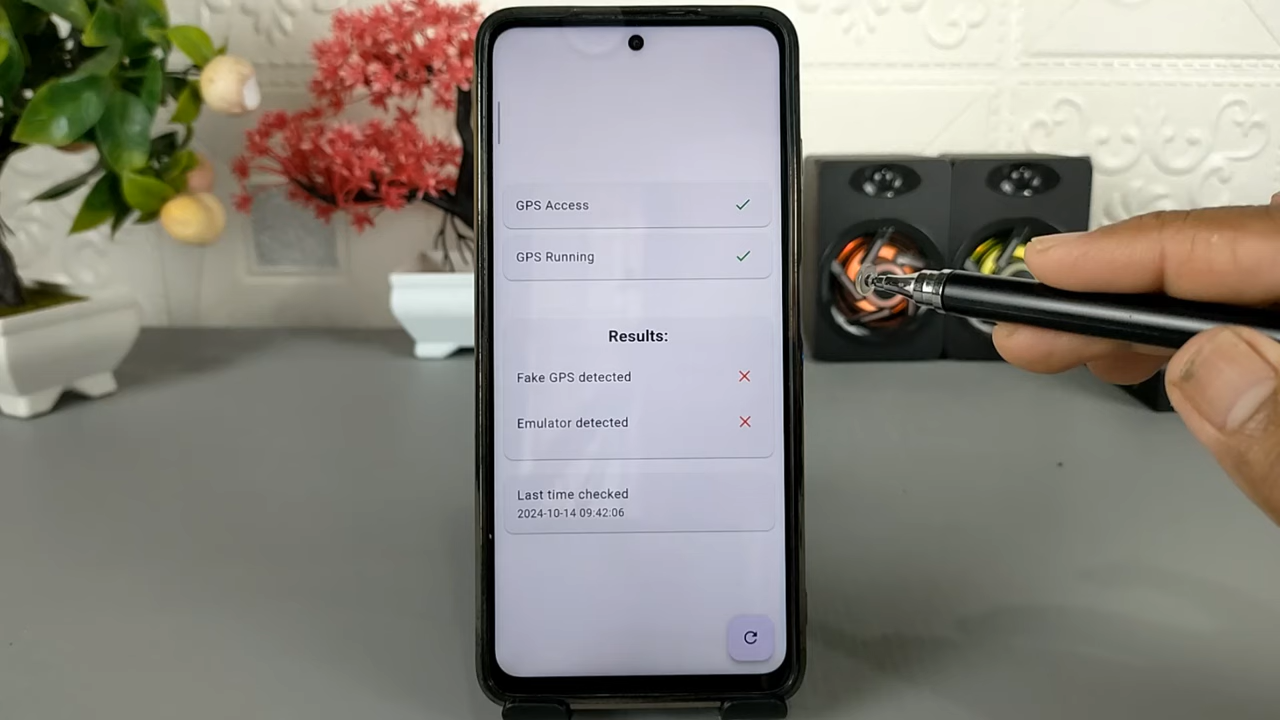 GPS Access
GPS Running
Results:
Fake GPS detected
Emulator detected
Last time checked
2024-10-14 09:42:06